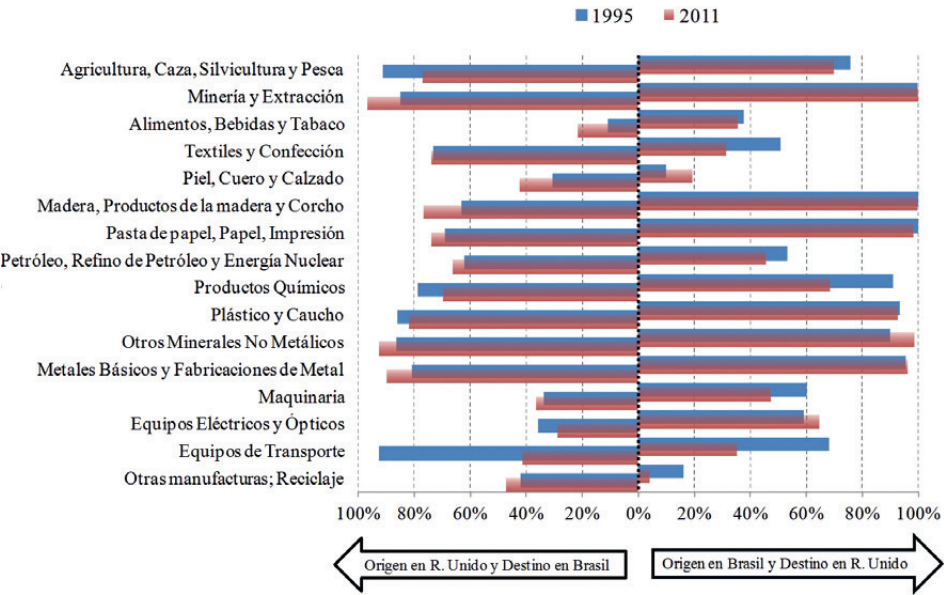 1995 2011
Agricultura, Caza, Silvicultura y Pesca
Minería y Extracción
Alimentos, Bebidas y Tabaco
Textiles y Confección
Piel, Cuero y Calzado
Madera, Productos de la madera y Corcho
Pasta de papel, Papel, Impresión
Petróleo, Refino de Petróleo y Energía Nuclear
Productos Químicos
Plástico y Caucho
Otros Minerales No Metálicos
Metales Básicos y Fabricaciones de Metal
Maquinaria
Equipos Eléctricos y Ópticos
Equipos de Transporte
Otras manufacturas; Reciclaje
100% 80% 60% 40% 20% 0% 20% 40% 60% 80% 100%
Origen en R. Unido y Destino en Brasil Origen en Brasil y Destino en R. Unido